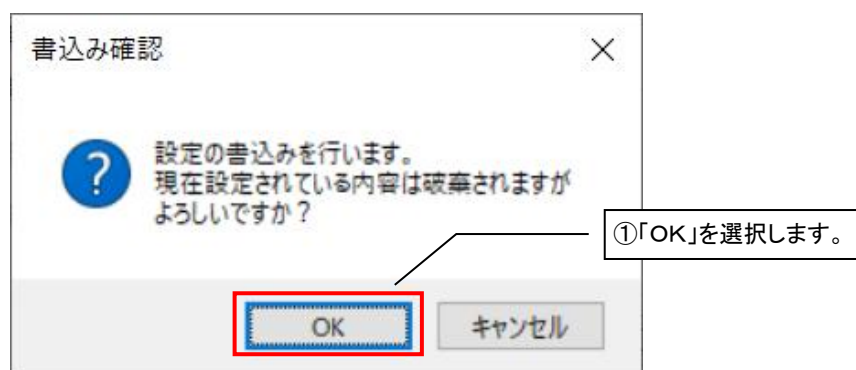 書込み確認
設定の書込みを行います。
現在設定されている内容は破棄されますが
よろしいですか？
①「OK」を選択します。
OK
キャンセル